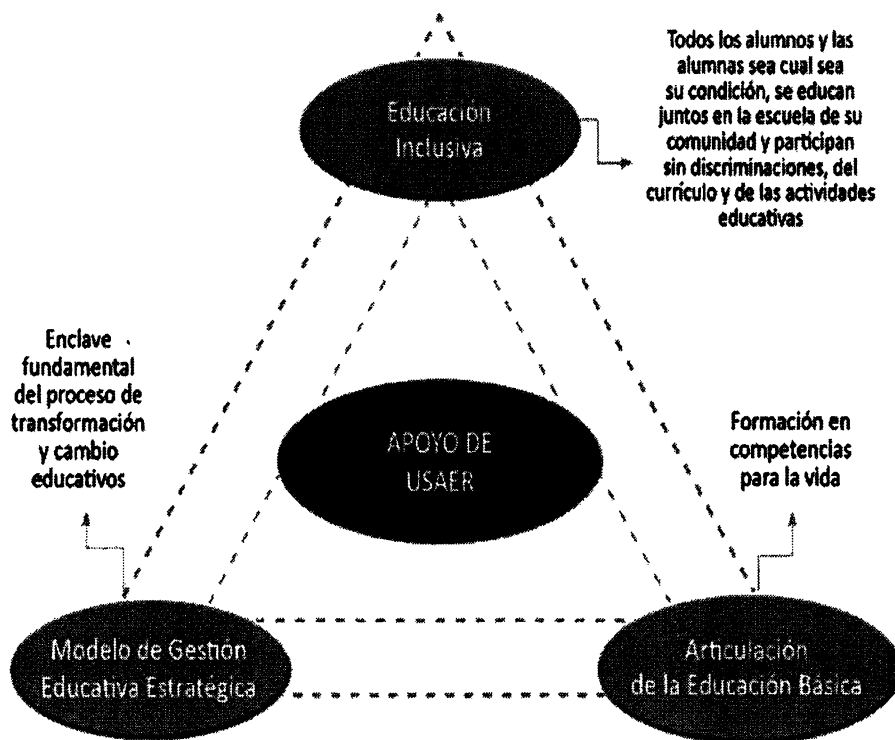 Educación
Inclusiva
Todos los alumnos y las
alumnas sea cual sea
su condición, se educan
juntos en la escuela de su
comunidad y participan
sin discriminaciones, del
currículo y de las actividades
educativas
Enclave
fundamental
del proceso de
transformación
y cambio
educativos
APOYO DE
USAER
Formación en
competencias
para la vida
Modelo de Gestión
Educativa Estratégica
Articulación
de la Educación Básica